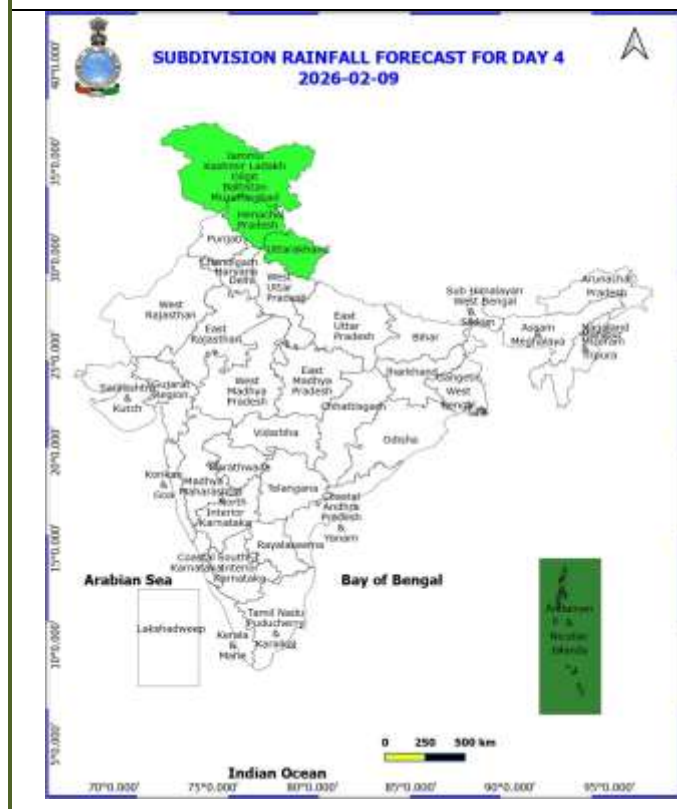 SUBDIVISION RAINFALL FORECAST FOR DAY 4
2026-02-09
40°0.000'
35°0.000'
30°0.000'
25°0.000'
20°0.000'
15°0.000'
10°0.000'
5°0.000'
Jammu
Kashmir Ladakh
Gilgit
Baltistan
Himachal
Pradesh
Punjab
Uttarakhand
Chandigarh
Haryana
Delhi
West
Uttar
Pradesh
West
Rajasthan
East
Rajasthan
East
Uttar
Pradesh
Bihar
Sub Himalayan
West Bengal
&
Sikkim
Arunachal
Pradesh
Assam
&
Meghalaya
Nagaland
Mizoram
Tripura
Saurashtra
&
Kutch
Gujarat
Region
West
Madhya
Pradesh
East
Madhya
Pradesh
Jharkhand
Gangetic
West
Bengal
Chhattisgarh
Odisha
Vidarbha
Marathwada
Konkan
&
Goa
Madhya
Maharashtra
Telangana
North
Interior
Karnataka
Coastal
Andhra
Pradesh
&
Yanam
Rayalaseema
Coastal
Karnataka
South
Interior
Karnataka
Arabian Sea
Bay of Bengal
Lakshadweep
Kerala
&
Mahe
Tamil Nadu
Puducherry
&
Karaikal
Andaman
&
Nicobar
Islands
0 250 500 km
Indian Ocean
70°0.000' 75°0.000' 80°0.000' 85°0.000' 90°0.000' 95°0.000'